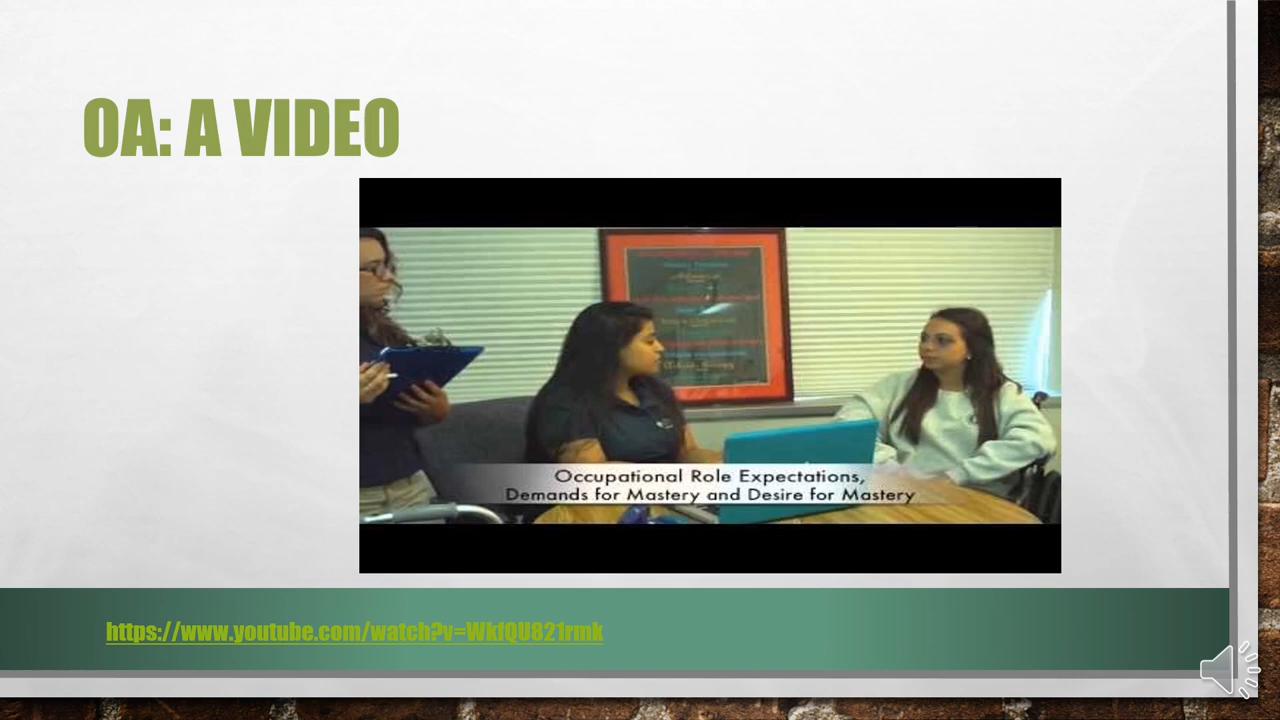 OA: A VIDEO
Occupational Role Expectations,
Demands for Mastery and Desire for Mastery
https://www.youtube.com/watch?v=WkfQU821rmk